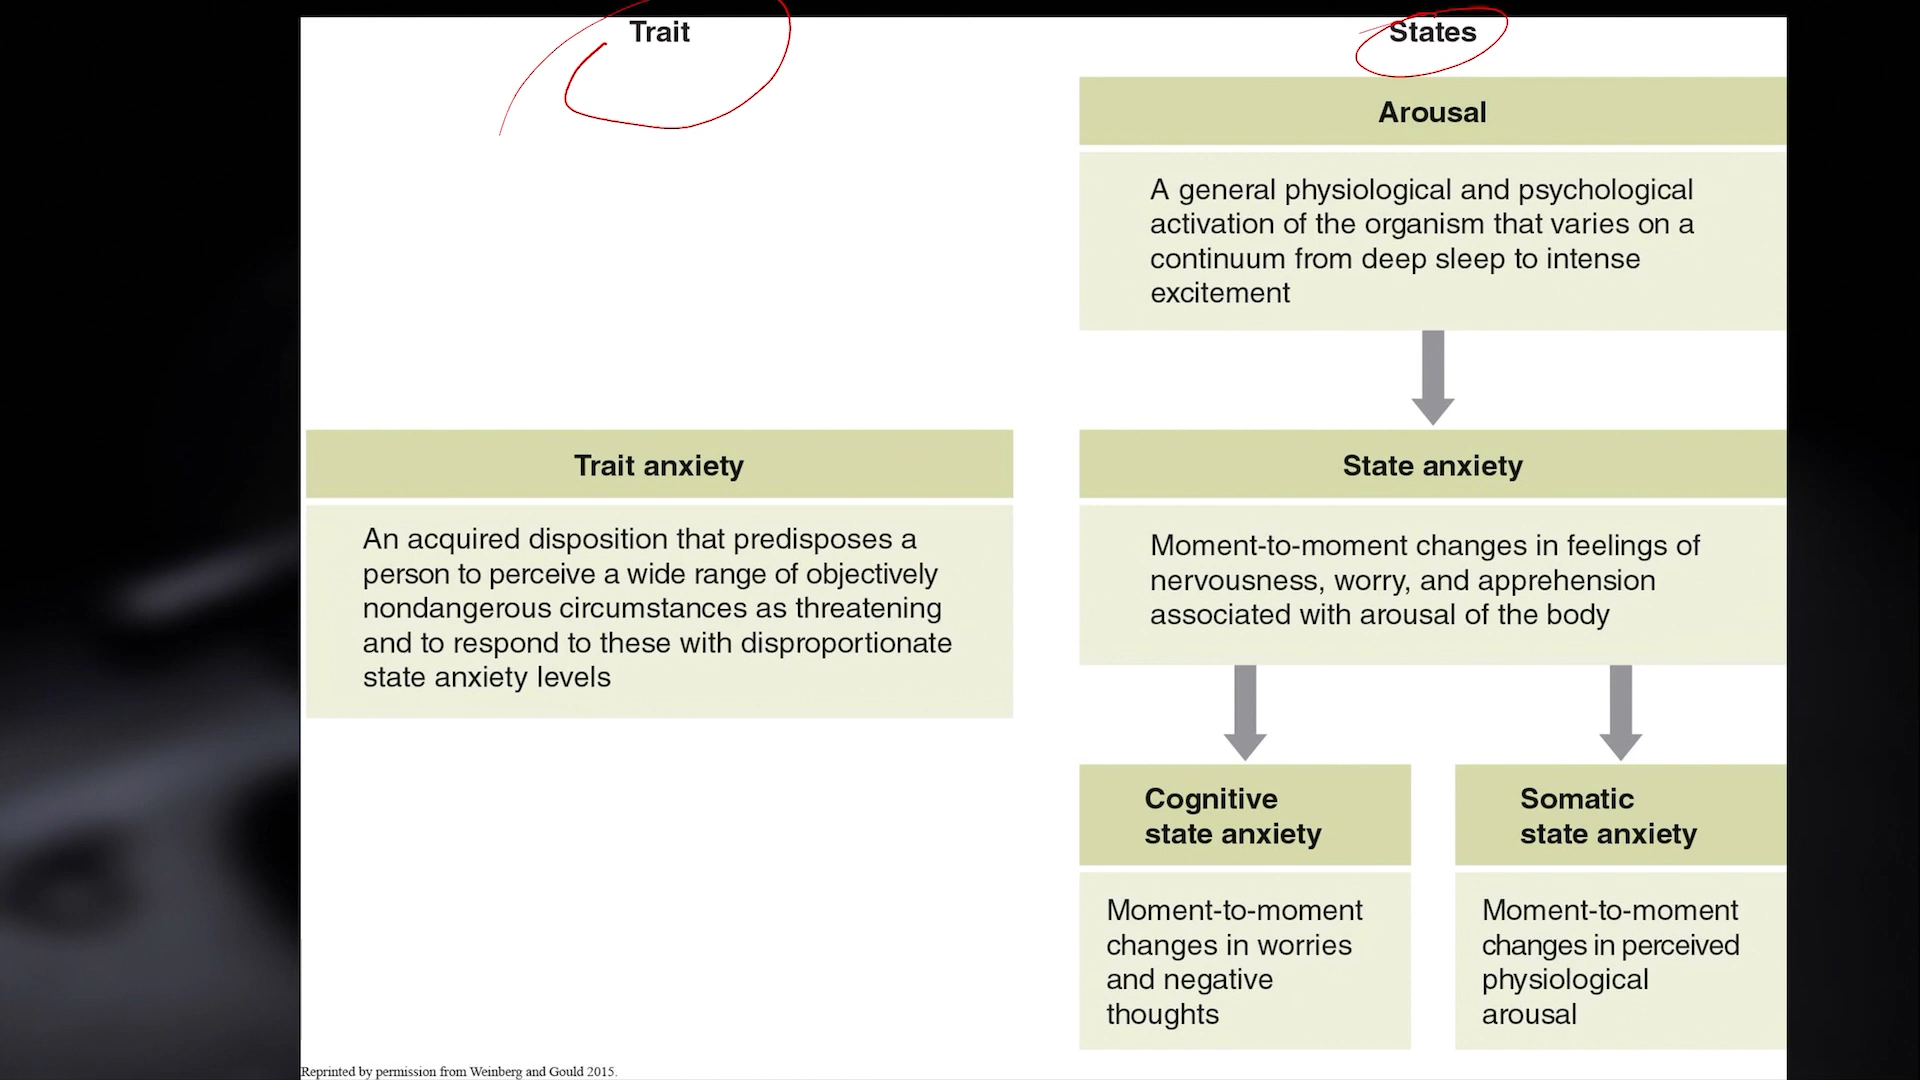 Trait
States
Arousal
A general physiological and psychological
activation of the organism that varies on a
continuum from deep sleep to intense
excitement
Trait anxiety
An acquired disposition that predisposes a
person to perceive a wide range of objectively
nondangerous circumstances as threatening
and to respond to these with disproportionate
state anxiety levels
State anxiety
Moment-to-moment changes in feelings of
nervousness, worry, and apprehension
associated with arousal of the body
Cognitive
state anxiety
Moment-to-moment
changes in worries
and negative
thoughts
Somatic
state anxiety
Moment-to-moment
changes in perceived
physiological
arousal
Reprinted by permission from Weinberg and Gould 2015.